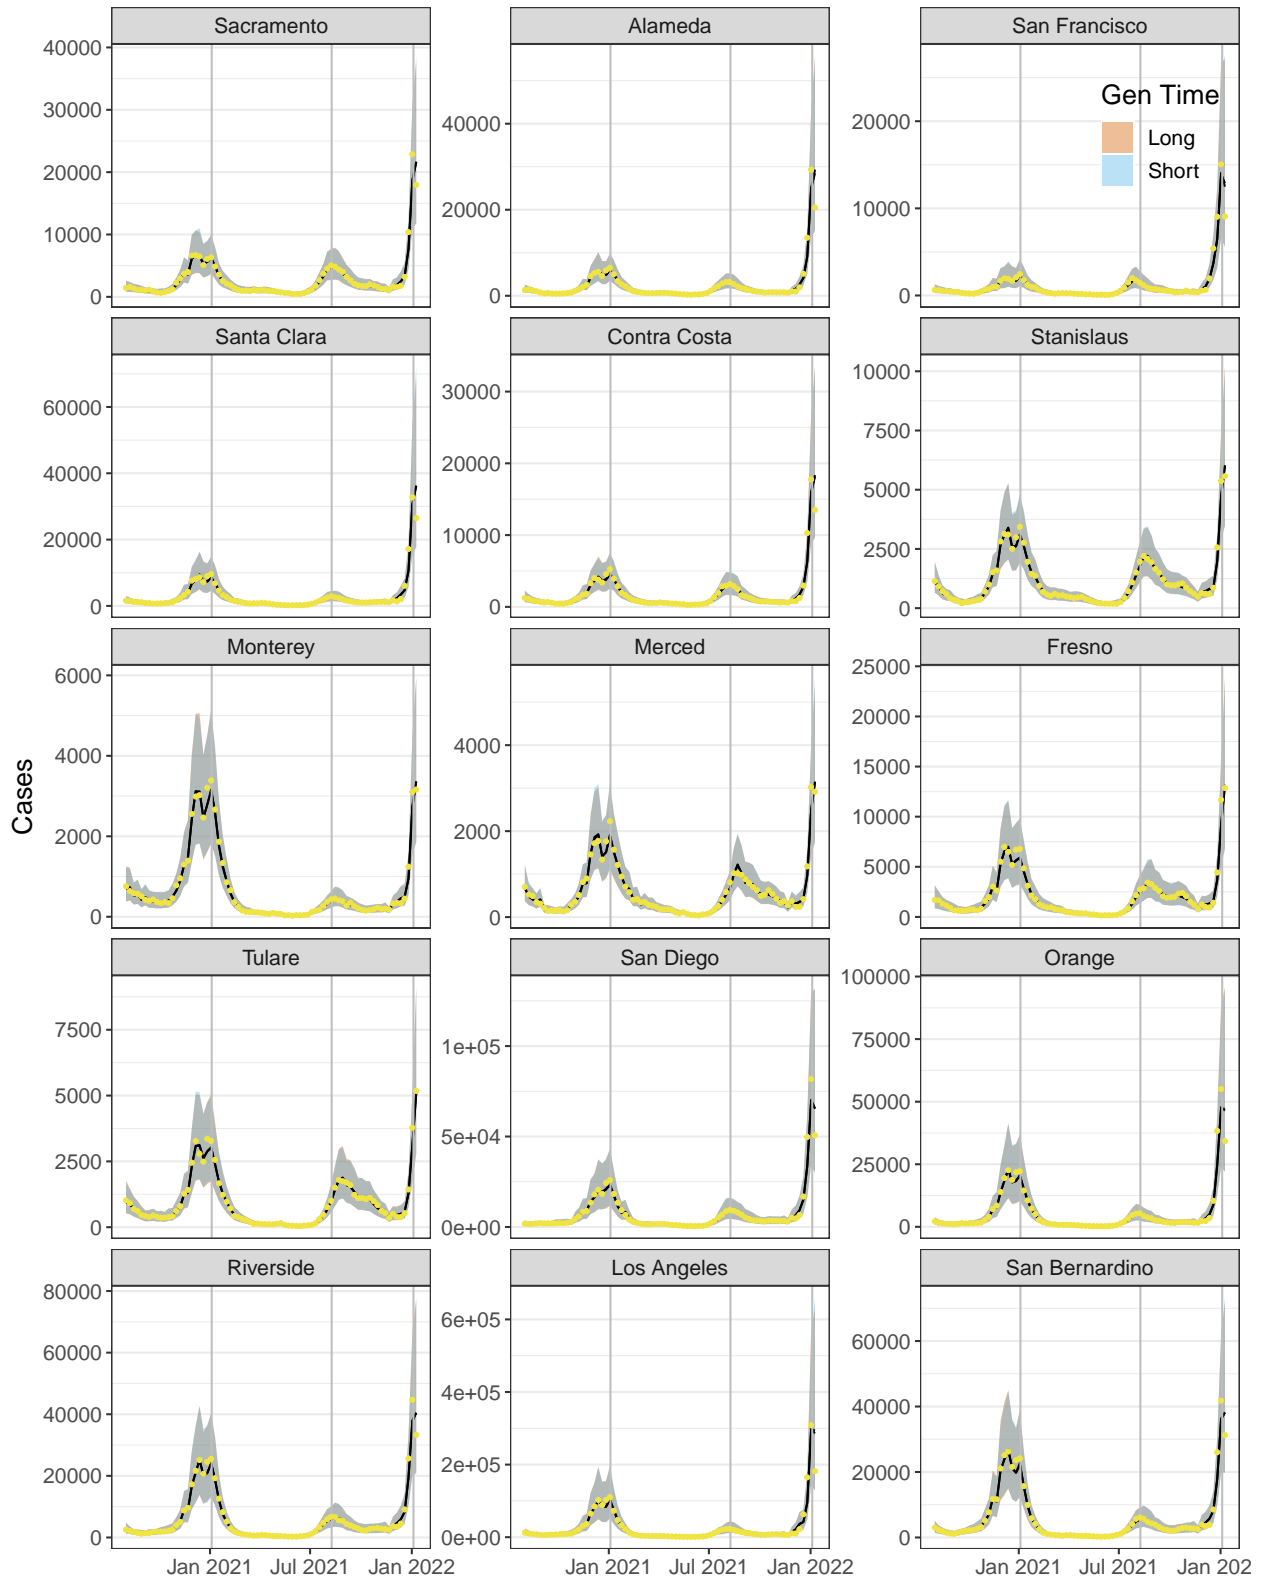 Sacramento
Alameda
San Francisco
40000
30000
20000
10000
0
40000
20000
0
20000
10000
0
Gen Time
Long
Short
Santa Clara
Contra Costa
Stanislaus
60000
40000
20000
0
30000
20000
10000
0
10000
7500
5000
2500
0
Monterey
Merced
Fresno
6000
4000
2000
0
4000
2000
0
25000
20000
15000
10000
5000
0
Cases
Tulare
San Diego
Orange
7500
5000
2500
0
1e+05
5e+04
0e+00
100000
75000
50000
25000
0
Riverside
Los Angeles
San Bernardino
80000
60000
40000
20000
0
6e+05
4e+05
2e+05
0e+00
60000
40000
20000
0
Jan 2021 Jul 2021 Jan 2022
Jan 2021 Jul 2021 Jan 2022
Jan 2021 Jul 2021 Jan 202